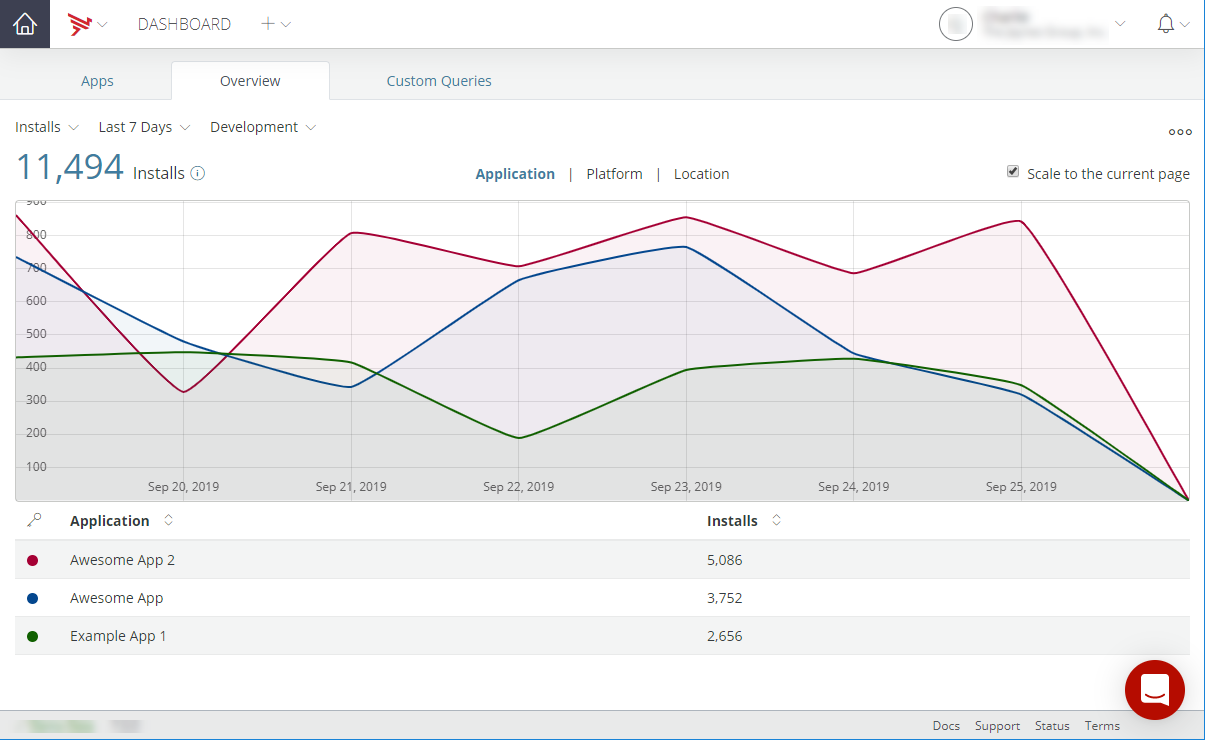 DASHBOARD
Apps Overview Custom Queries
Installs Last 7 Days Development
11,494 Installs
Application | Platform | Location
Scale to the current page
900
800
700
600
500
400
300
200
100
Sep 20, 2019 Sep 21, 2019 Sep 22, 2019 Sep 23, 2019 Sep 24, 2019 Sep 25, 2019
Application Installs
Awesome App 2 5,086
Awesome App 3,752
Example App 1 2,656
Docs Support Status Terms